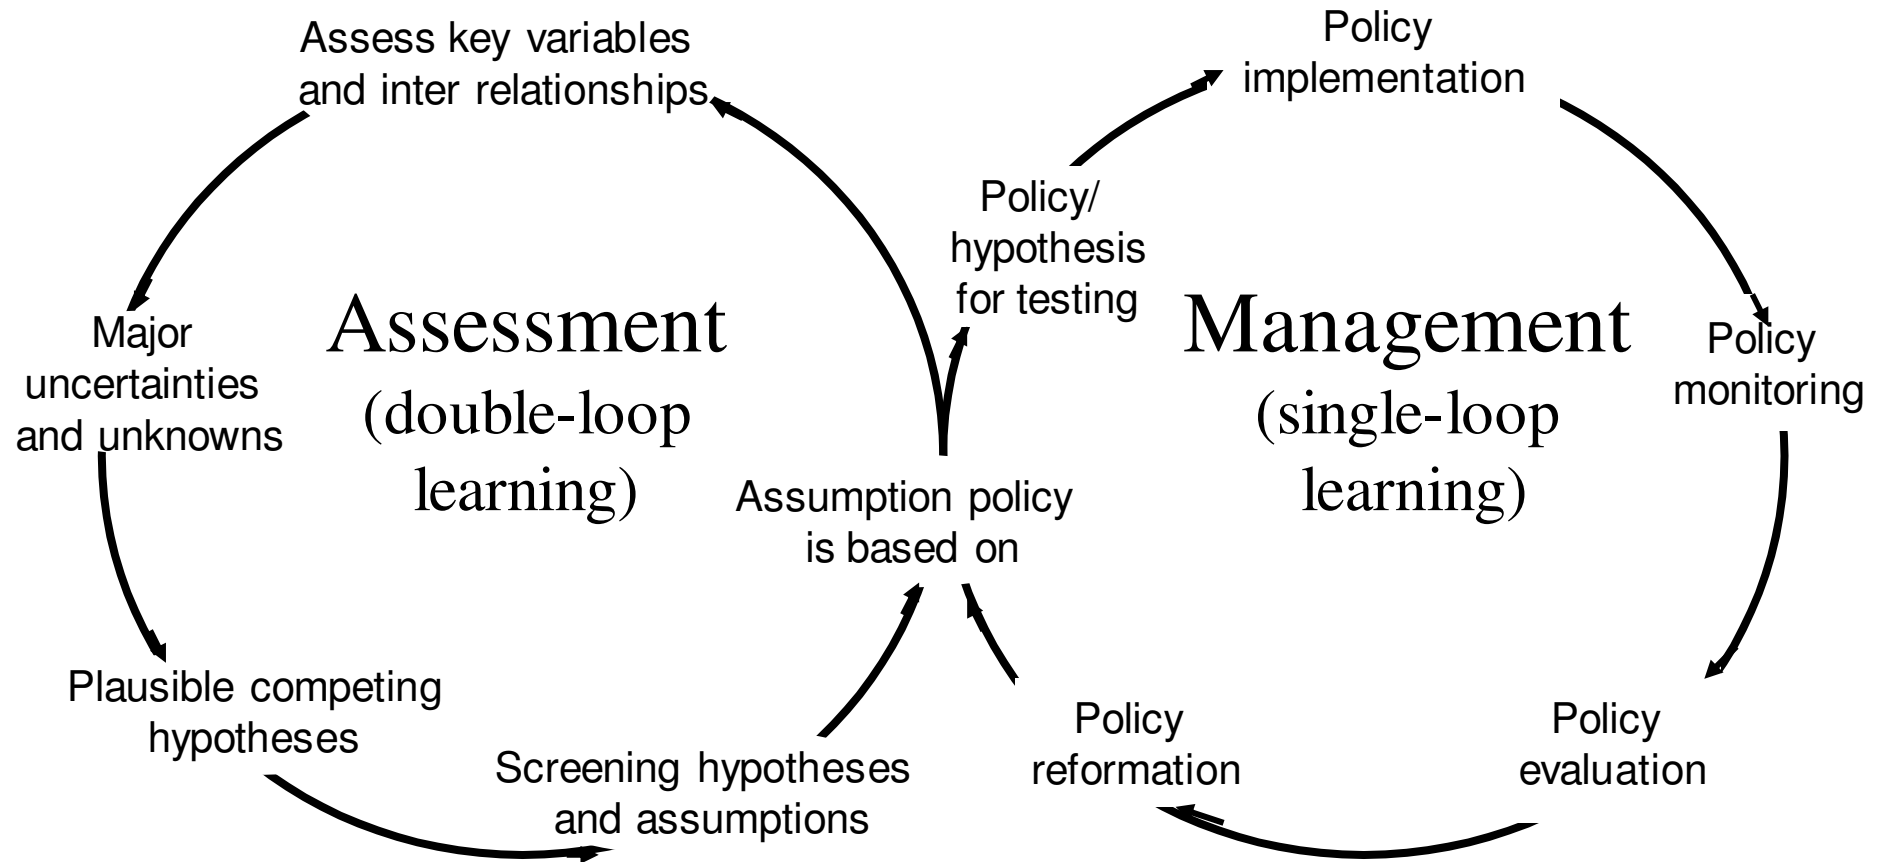 Assess key variables
and inter relationships
Major
uncertainties
and unknowns
Plausible competing
hypotheses
Screening hypotheses
and assumptions
Assessment
(double-loop
learning)
Assumption policy
is based on
Policy/
hypothesis
for testing
Policy
implementation
Policy
monitoring
Policy
evaluation
Policy
reformation
Management
(single-loop
learning)